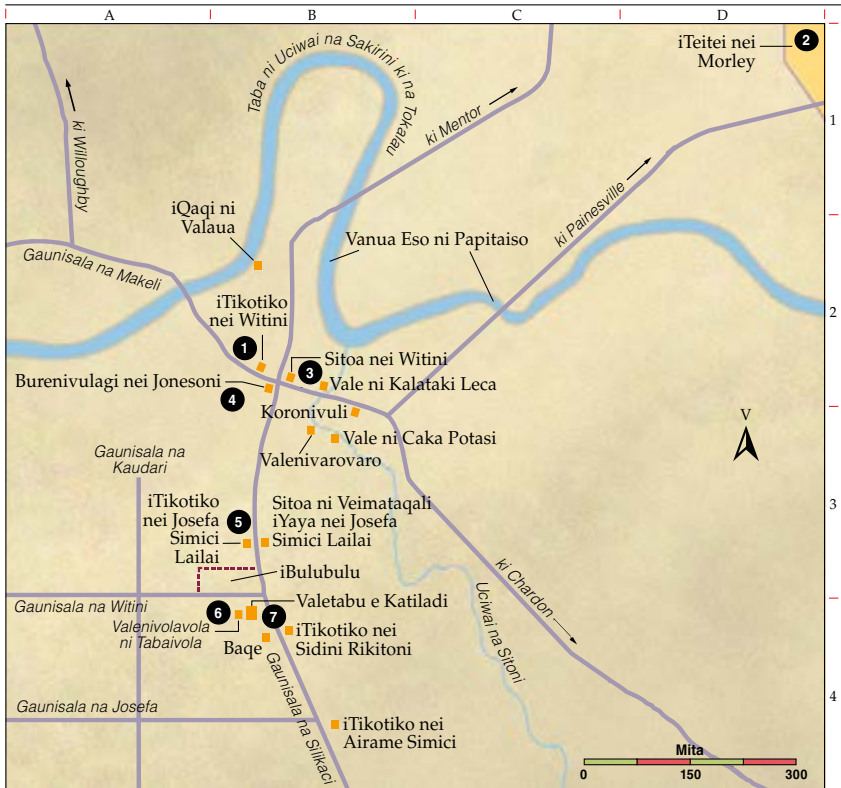 A
B
C
D
iTeitei nei
Morley
2
1
Taba ni Uciwai na Sakirini ki na Tokalau
ki Willoughby
ki Mentor
ki Painesville
iQaqi ni
Valaua
Vanua Eso ni Papitaiso
Gaunisala na Makeli
2
iTikotiko
nei Witini
1
Sitoa nei Witini
3
Vale ni Kalataki Leca
Burenivulagi nei Jonesoni
4
Koronivuli
Vale ni Caka Potasi
Valenivarovaro
V
Gaunisala na
Kaudari
iTikotiko
nei Josefa
Simici
Lailai
5
Sitoa ni Veimataqali
iYaya nei Josefa
Simici Lailai
3
iBulubulu
ki Chardon
Uciwai na Sitoni
Gaunisala na Witini
6
Valetabu e Katiladi
7
Valenivolavola
ni Tabaivola
iTikotiko nei
Sidini Rikitoni
Baqe
Gaunisala na Silikaci
4
Gaunisala na Josefa
iTikotiko nei
Airame Simici
Mita
0 150 300